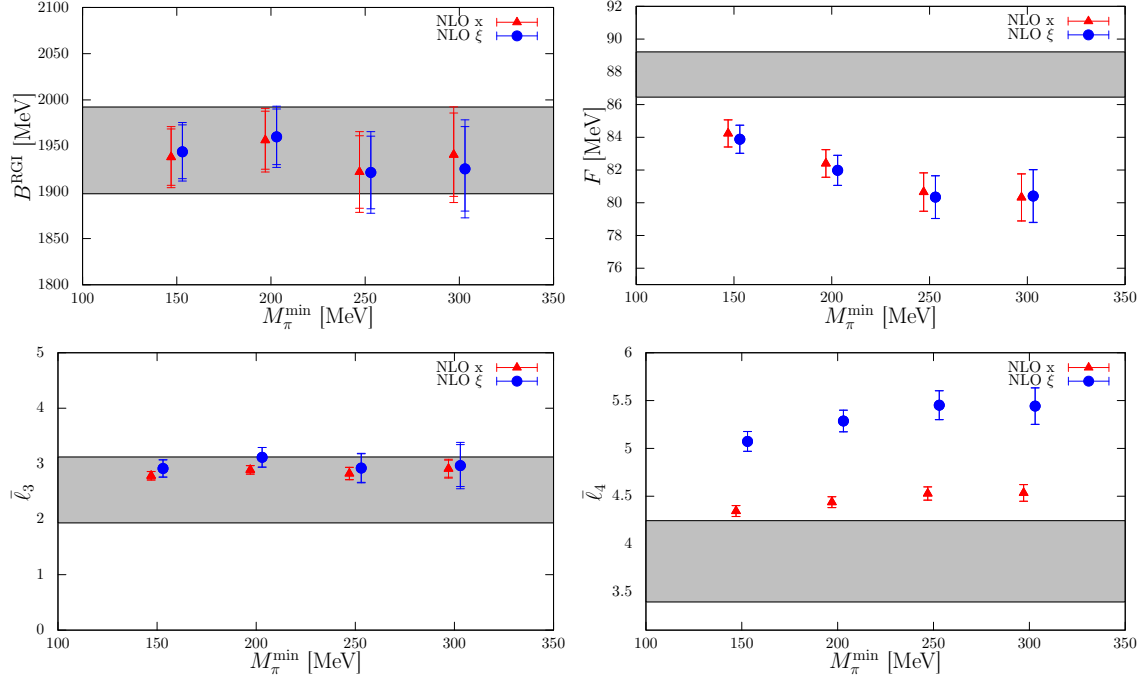 2100
2050
2000
1950
1900
1850
1800
B^RGI [MeV]
100 150 200 250 300 350
M_π^min [MeV]
NLO x
NLO ξ
92
90
88
86
84
82
80
78
76
F [MeV]
100 150 200 250 300 350
M_π^min [MeV]
NLO x
NLO ξ
5
4
3
2
1
0
ℓ̄_3
100 150 200 250 300 350
M_π^min [MeV]
NLO x
NLO ξ
6
5.5
5
4.5
4
3.5
ℓ̄_4
100 150 200 250 300 350
M_π^min [MeV]
NLO x
NLO ξ